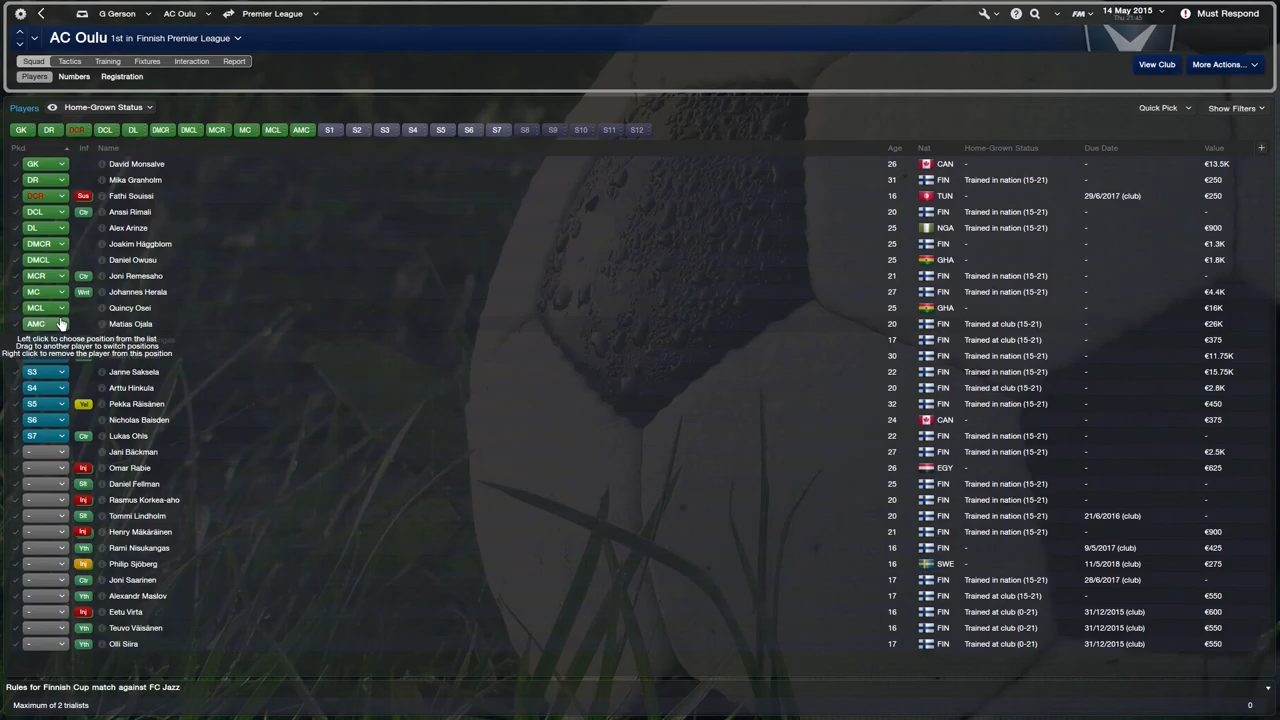 G Gerson AC Oulu Premier League FM 14 May 2015 Thu 21:45 Must Respond
AC Oulu 1st in Finnish Premier League
Squad Tactics Training Fixtures Interaction Report View Club More Actions...
Players Numbers Registration
Players Home-Grown Status Quick Pick Show Filters
GK DR DCR DCL DL DMCR DMCL MCR MC MCL AMC S1 S2 S3 S4 S5 S6 S7 S8 S9 S10 S11 S12
Pkd Inf Name Age Nat Home-Grown Status Due Date Value
GK David Monsalve 26 CAN - - €13.5K
DR Mika Granholm 31 FIN Trained in nation (15-21) - €250
DCR Sus Fathi Souissi 16 TUN - 29/6/2017 (club) €250
DCL Ctr Anssi Rimali 20 FIN Trained in nation (15-21) - €250
DL Alex Arinze 25 NGA Trained in nation (15-21) - €900
DMCR Joakim Häggblom 25 FIN - - €1.3K
DMCL Daniel Owusu 25 GHA - - €1.8K
MCR Ctr Joni Remesaho 21 FIN Trained in nation (15-21) - -
MC Wnt Johannes Herala 27 FIN Trained in nation (15-21) - €4.4K
MCL Quincy Osei 25 GHA - - €16K
AMC Matias Ojala 20 FIN Trained at club (15-21) - €26K
Left click to choose position from the list
Drag to another player to switch positions
Right click to remove the player from this position
17 FIN Trained at club (15-21) - €375
30 FIN Trained in nation (15-21) - €11.75K
S3 Janne Saksela 22 FIN Trained in nation (15-21) - €15.75K
S4 Arttu Hinkula 20 FIN Trained at club (15-21) - €2.8K
S5 Yel Pekka Räisänen 32 FIN Trained in nation (15-21) - €450
S6 Nicholas Baisden 24 CAN - - €375
S7 Ctr Lukas Ohls 22 FIN Trained in nation (15-21) - -
- Jani Bäckman 27 FIN Trained in nation (15-21) - €2.5K
- Inj Omar Rabie 26 EGY - - €625
- Slt Daniel Fellman 25 FIN Trained in nation (15-21) - -
- Inj Rasmus Korkea-aho 20 FIN Trained in nation (15-21) - -
- Slt Tommi Lindholm 20 FIN Trained in nation (15-21) 21/6/2016 (club) -
- Inj Henry Mäkäräinen 21 FIN Trained in nation (15-21) - €900
- Yth Rami Nisukangas 16 FIN - 9/5/2017 (club) €425
- Inj Philip Sjöberg 16 SWE - 11/5/2018 (club) €275
- Ctr Joni Saarinen 17 FIN Trained in nation (15-21) 28/6/2017 (club) -
- Yth Alexandr Maslov 17 FIN Trained at club (15-21) - €550
- Inj Eetu Virta 16 FIN Trained at club (0-21) 31/12/2015 (club) €600
- Yth Teuvo Väisänen 16 FIN Trained at club (0-21) 31/12/2015 (club) €550
- Yth Olli Siira 17 FIN Trained at club (0-21) 31/12/2015 (club) €550
Rules for Finnish Cup match against FC Jazz
Maximum of 2 trialists 0